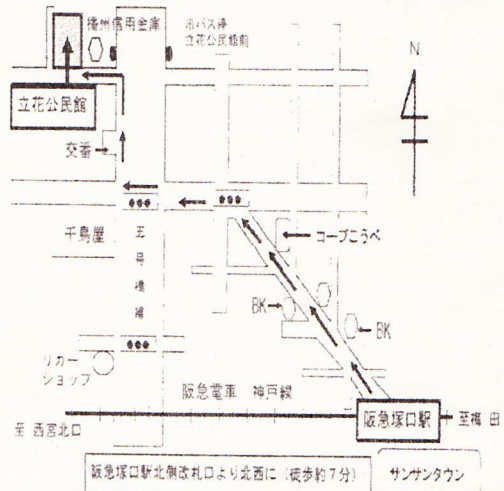 播州信用金庫
市バス停
立花公民館前
N
立花公民館
交番
千鳥屋
五号橋線
コープこうべ
BK
BK
リカー
ショップ
阪急電車 神戸線
阪急塚口駅
至梅田
至 西宮北口
阪急塚口駅北側改札口より北西に (徒歩約7分)
サンサンタウン